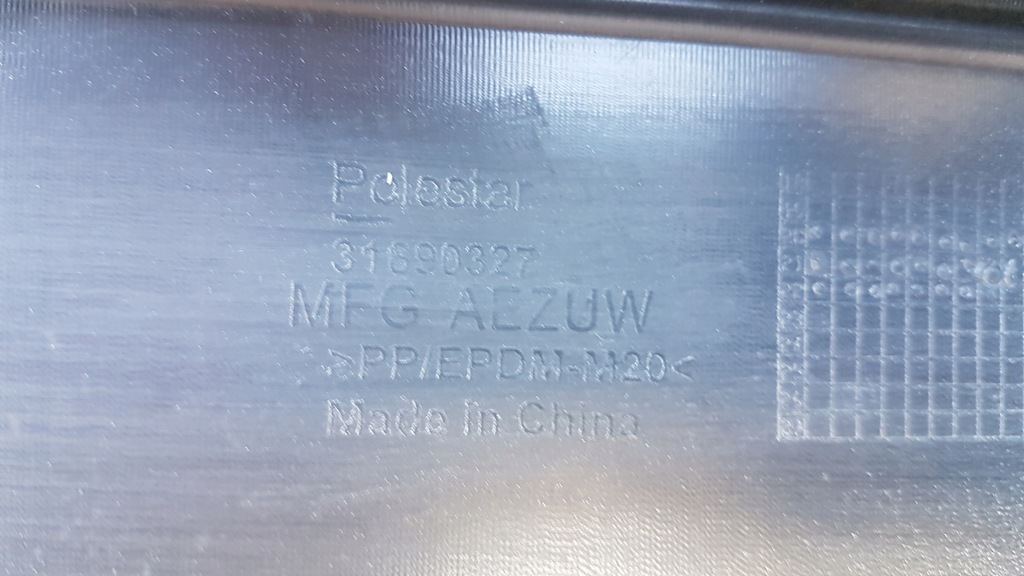 Polestar
31690327
MFG AEZUW
>PP/EPDM-M20<
Made in China